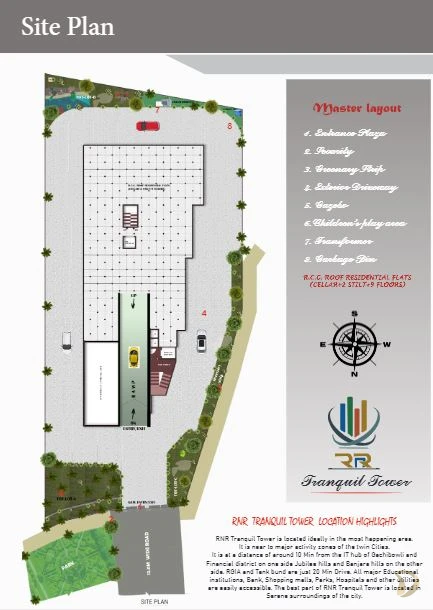 Site Plan
Master layout
1. Entrance Plaza
2. Security
3. Greenary Strip
4. Exterior Driveway
5. Gazebo
6. Children's play area
7. Transformer
8. Garbage Bin
R.C.C. ROOF RESIDENTIAL FLATS
(CELLAR+2 STILT+9 FLOORS)
7
8
4
UP
S
E
W
N
RNR
Tranquil Tower
PARK
SITE PLAN
RNR TRANQUIL TOWER, LOCATION HIGHLIGHTS
RNR Tranquil Tower is located ideally in the most happening area.
It is near to major activity zones of the twin Cities.
It is at a distance of around 10 Min from the IT hub of Gachibowli and
Financial district on one side Jubilee hills and Banjara hills on the other
side. RGIA and Tank bund are just 20 Min Drive. All major Educational
institutions, Bank, Shopping malls, Parks, Hospitals and other utilities
are easily accessible. The best part of RNR Tranquil Tower is located in
Serene surroundings of the city.